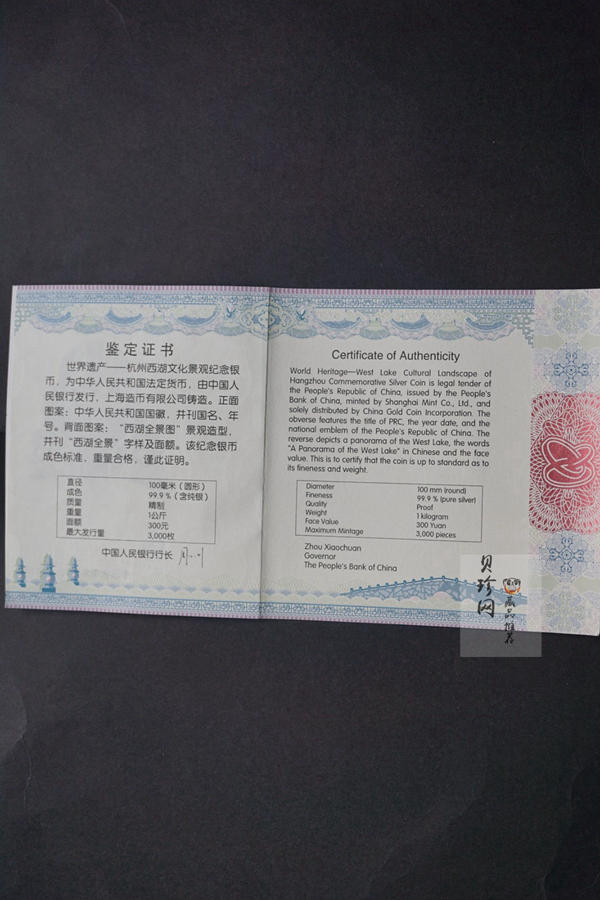 鉴定证书
世界遗产——杭州西湖文化景观纪念银
币，为中华人民共和国法定货币，由中国人
民银行发行，上海造币有限公司铸造。正面
图案：中华人民共和国国徽，并刊国名、年
号。背面图案：“西湖全景图”景观造型，
并刊“西湖全景”字样及面额。该纪念银币
成色标准，重量合格，谨此证明。
直径 100毫米（圆形）
成色 99.9％（含纯银）
质量 精制
重量 1公斤
面额 300元
最大发行量 3,000枚
中国人民银行行长
Certificate of Authenticity
World Heritage—West Lake Cultural Landscape of
Hangzhou Commemorative Silver Coin is legal tender of
the People's Republic of China, issued by the People's
Bank of China, minted by Shanghai Mint Co., Ltd., and
solely distributed by China Gold Coin Incorporation. The
obverse features the title of PRC, the year date, and the
national emblem of the People's Republic of China. The
reverse depicts a panorama of the West Lake, the words
“A Panorama of the West Lake” in Chinese and the face
value. This is to certify that the coin is up to standard as to
its fineness and weight.
Diameter 100 mm (round)
Fineness 99.9 % (pure silver)
Quality Proof
Weight 1 kilogram
Face Value 300 Yuan
Maximum Mintage 3,000 pieces
Zhou Xiaochuan
Governor
The People's Bank of China
贝珍网
藏品推荐